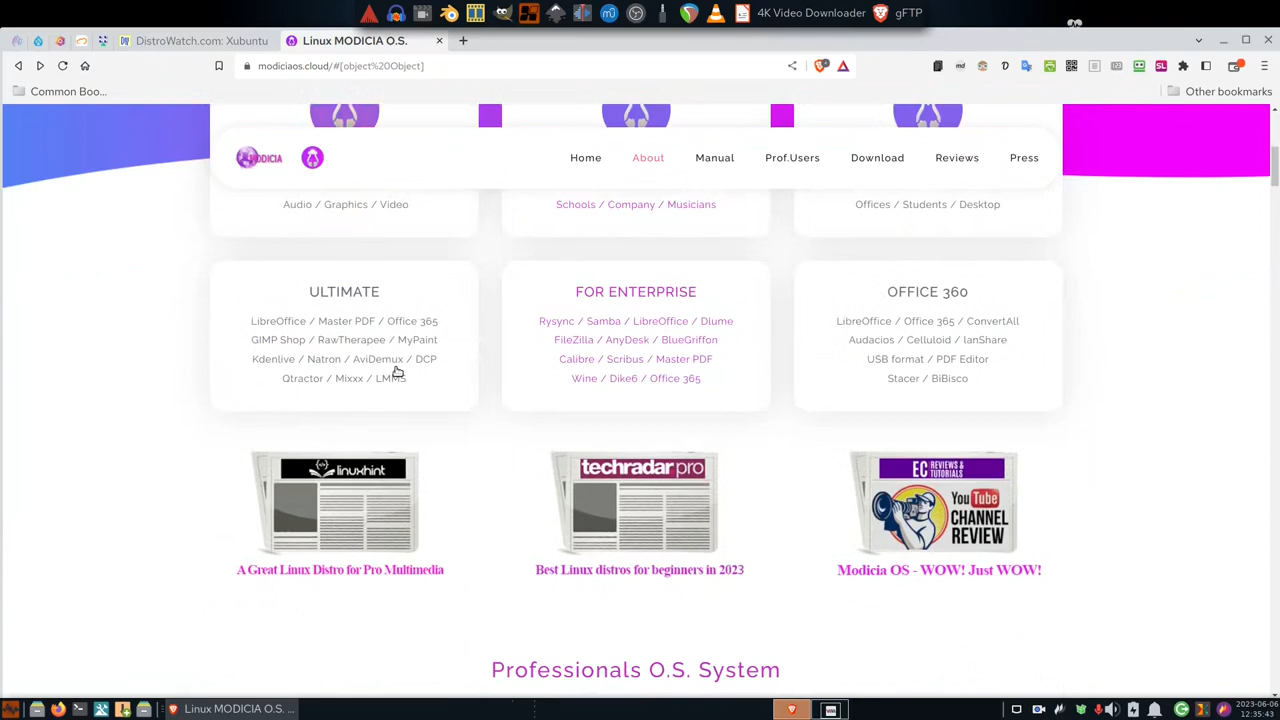 4K Video Downloader gFTP
DistroWatch.com: Xubuntu
Linux MODICIA O.S.
modiciaos.cloud/#[object%20Object]
Common Boo...
Other bookmarks
MODICIA
Home About Manual Prof.Users Download Reviews Press
Audio / Graphics / Video
Schools / Company / Musicians
Offices / Students / Desktop
ULTIMATE
LibreOffice / Master PDF / Office 365
GIMP Shop / RawTherapee / MyPaint
Kdenlive / Natron / AviDemux / DCP
Qtractor / Mixxx / LMMS
FOR ENTERPRISE
Rysync / Samba / LibreOffice / Dlume
FileZilla / AnyDesk / BlueGriffon
Calibre / Scribus / Master PDF
Wine / Dike6 / Office 365
OFFICE 360
LibreOffice / Office 365 / ConvertAll
Audacios / Celluloid / lanShare
USB format / PDF Editor
Stacer / BiBisco
linuxhint
A Great Linux Distro for Pro Multimedia
techradar.pro
Best Linux distros for beginners in 2023
EC REVIEWS &
TUTORIALS
YouTube
CHANNEL
REVIEW
Modicia OS - WOW! Just WOW!
Professionals O.S. System
Linux MODICIA O.S. ...
2023-06-06
12:35:43